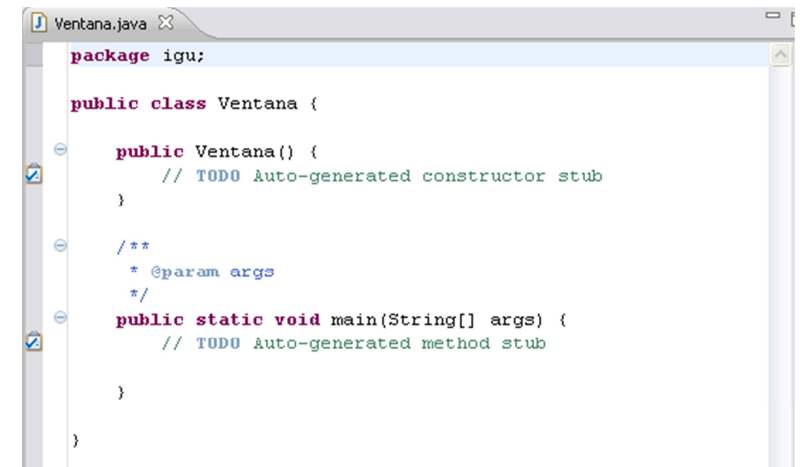 Ventana.java
package igu;
public class Ventana {
public Ventana() {
// TODO Auto-generated constructor stub
}
/**
* @param args
*/
public static void main(String[] args) {
// TODO Auto-generated method stub
}
}